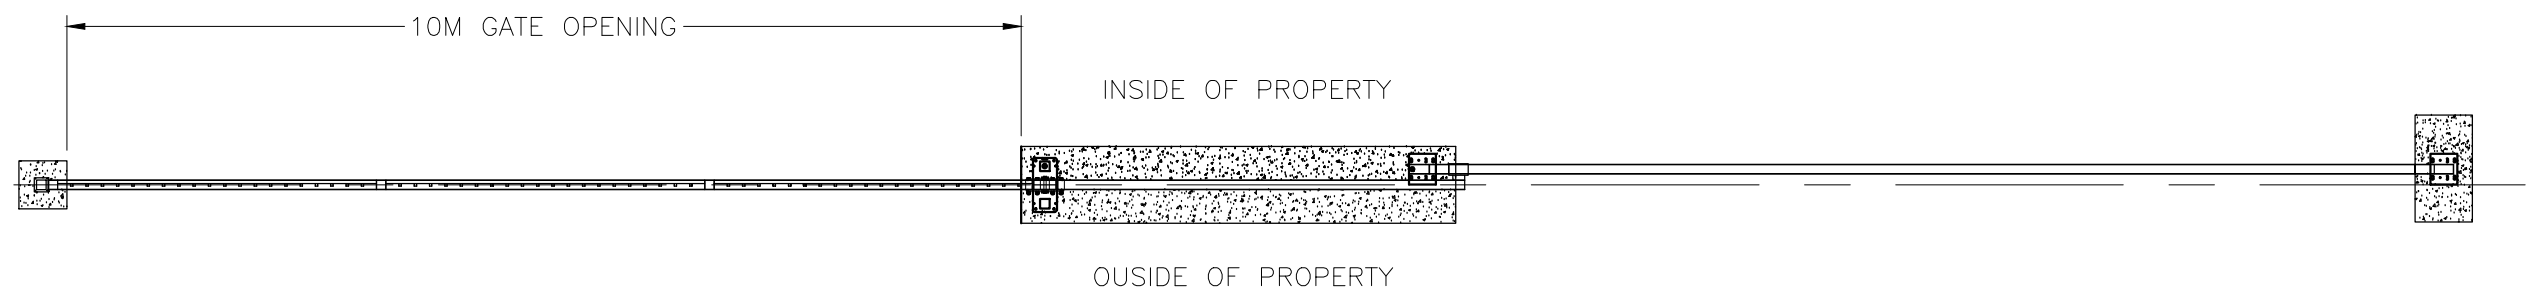 10M GATE OPENING
INSIDE OF PROPERTY
OUSIDE OF PROPERTY